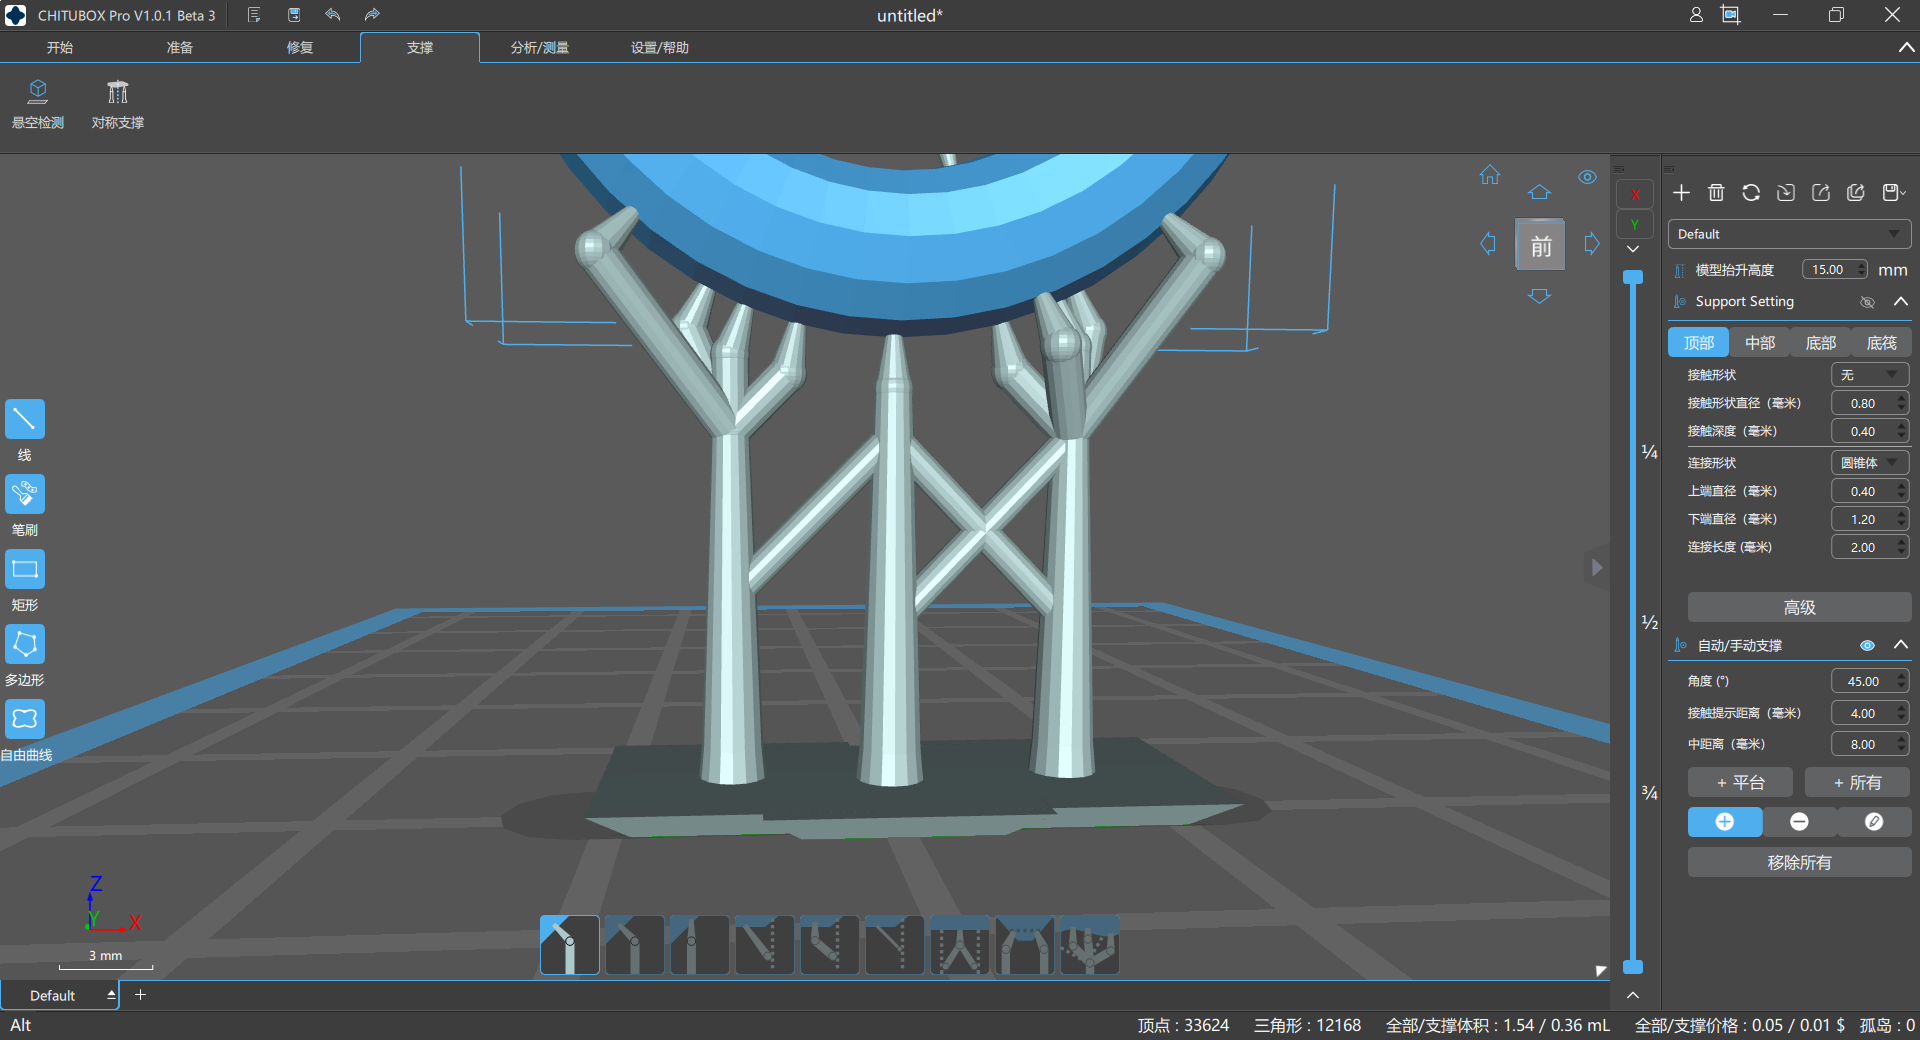 CHITUBOX Pro V1.0.1 Beta 3
untitled*
开始 准备 修复 支撑 分析/测量 设置/帮助
悬空检测 对称支撑
前
X
Y
¼
½
¾
线
笔刷
矩形
多边形
自由曲线
Z
Y X
3 mm
Default
模型抬升高度 15.00 mm
Support Setting
顶部 中部 底部 底筏
接触形状 无
接触形状直径（毫米） 0.80
接触深度（毫米） 0.40
连接形状 圆锥体
上端直径（毫米） 0.40
下端直径（毫米） 1.20
连接长度 (毫米) 2.00
高级
自动/手动支撑
角度 (°) 45.00
接触提示距离（毫米） 4.00
中距离（毫米） 8.00
+ 平台 + 所有
移除所有
Default +
Alt
顶点 : 33624 三角形 : 12168 全部/支撑体积 : 1.54 / 0.36 mL 全部/支撑价格 : 0.05 / 0.01 $ 孤岛 : 0